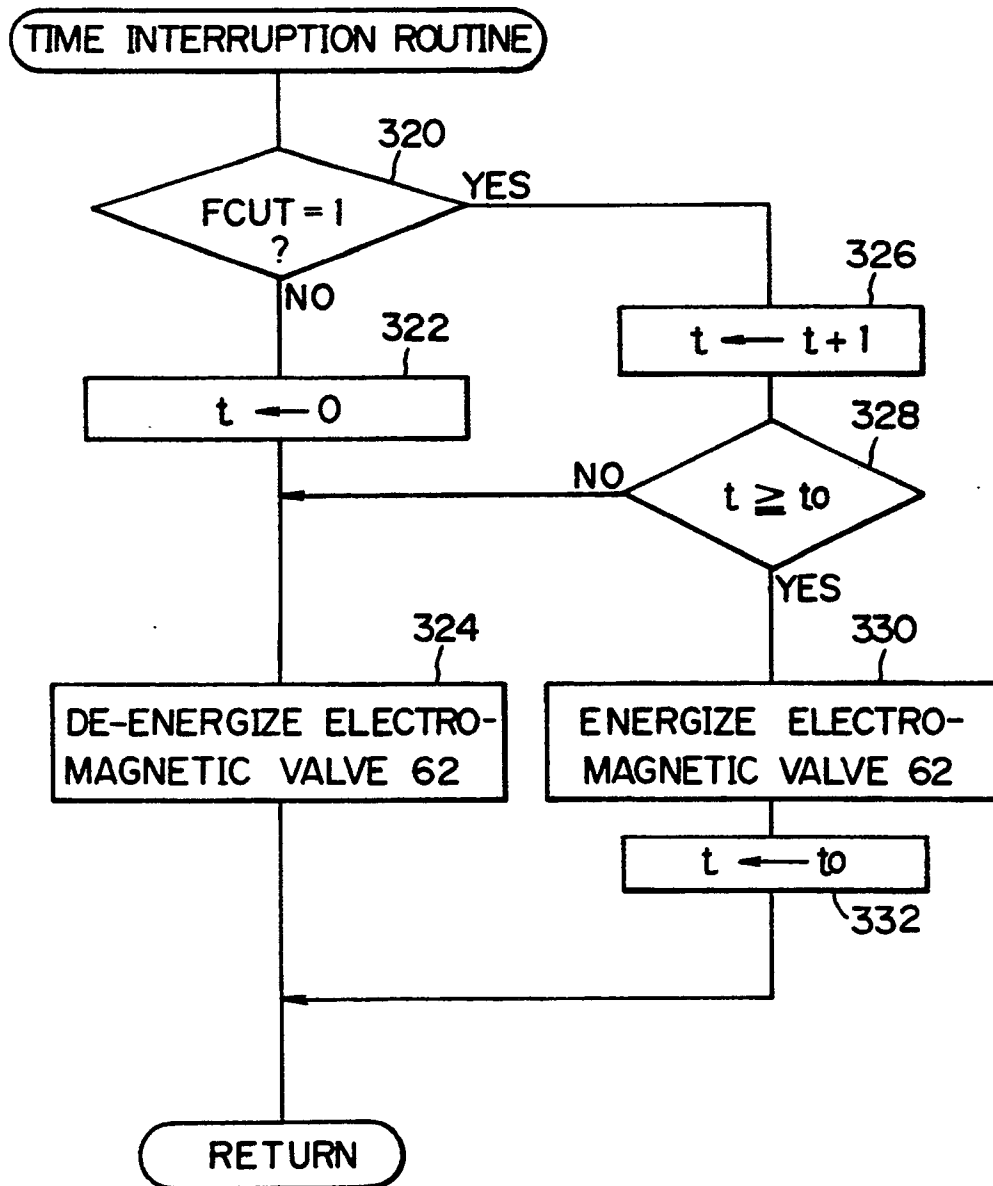 TIME INTERRUPTION ROUTINE
320
FCUT = 1
?
YES
NO
322
t ← 0
326
t ← t + 1
328
t ≧ to
NO
YES
324
DE-ENERGIZE ELECTRO-
MAGNETIC VALVE 62
330
ENERGIZE ELECTRO-
MAGNETIC VALVE 62
t ← to
332
RETURN